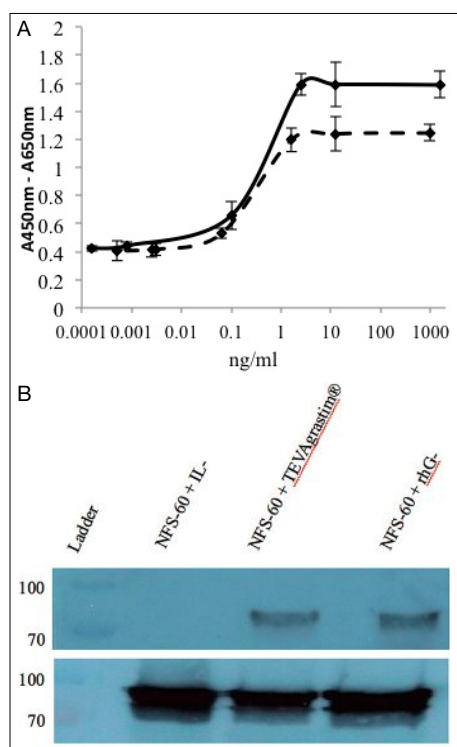 A
2
1.8
1.6
1.4
1.2
1
0.8
0.6
0.4
0.2
0
A450nm - A650nm
0.0001 0.001 0.01 0.1 1 10 100 1000
ng/ml
B
Ladder
NFS-60 + IL-
NFS-60 + TEVAgrastim®
NFS-60 + rhG-
100
70
100
70